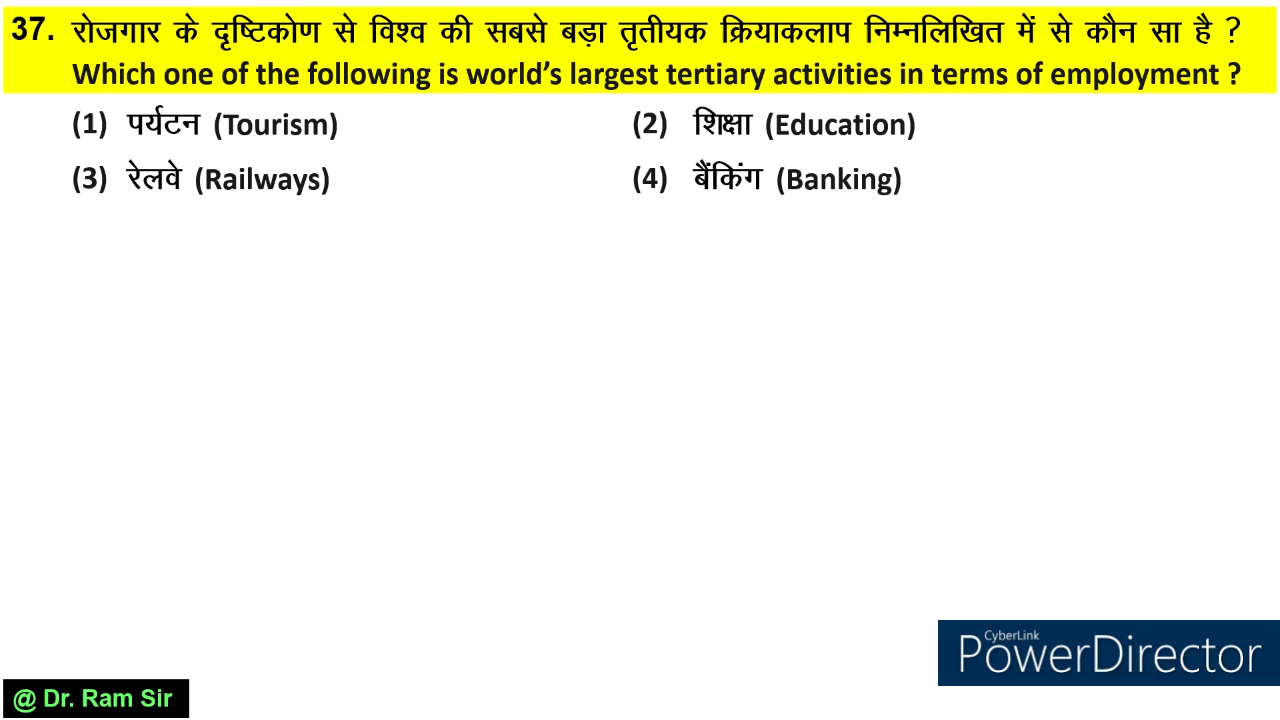 37. रोजगार के दृष्टिकोण से विश्व की सबसे बड़ा तृतीयक क्रियाकलाप निम्नलिखित में से कौन सा है ?
Which one of the following is world’s largest tertiary activities in terms of employment ?
(1) पर्यटन (Tourism) (2) शिक्षा (Education)
(3) रेलवे (Railways) (4) बैंकिंग (Banking)
CyberLink
PowerDirector
@ Dr. Ram Sir